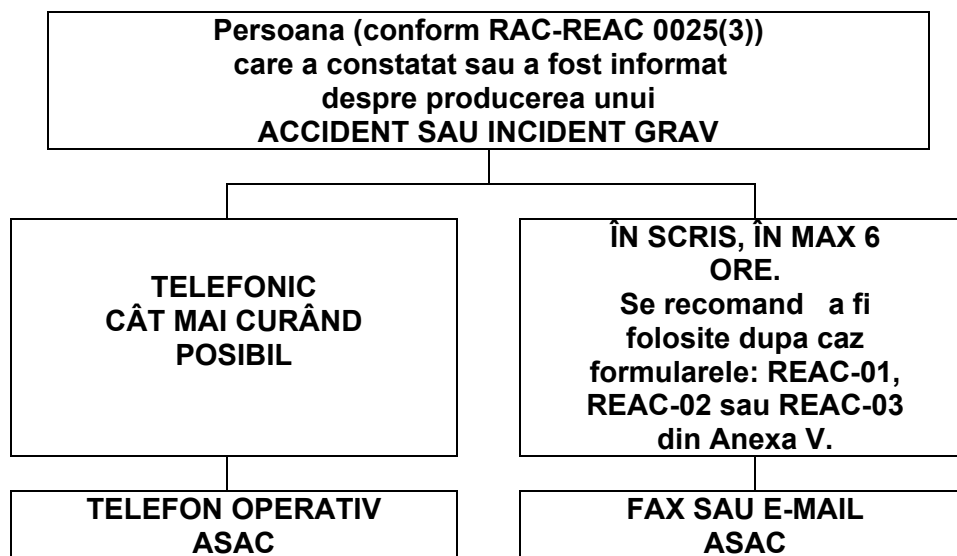 Persoana (conform RAC-REAC 0025(3))
care a constatat sau a fost informat
despre producerea unui
ACCIDENT SAU INCIDENT GRAV
TELEFONIC
CÂT MAI CURÂND
POSIBIL
ÎN SCRIS, ÎN MAX 6
ORE.
Se recomand a fi
folosite dupa caz
formularele: REAC-01,
REAC-02 sau REAC-03
din Anexa V.
TELEFON OPERATIV
ASAC
FAX SAU E-MAIL
ASAC